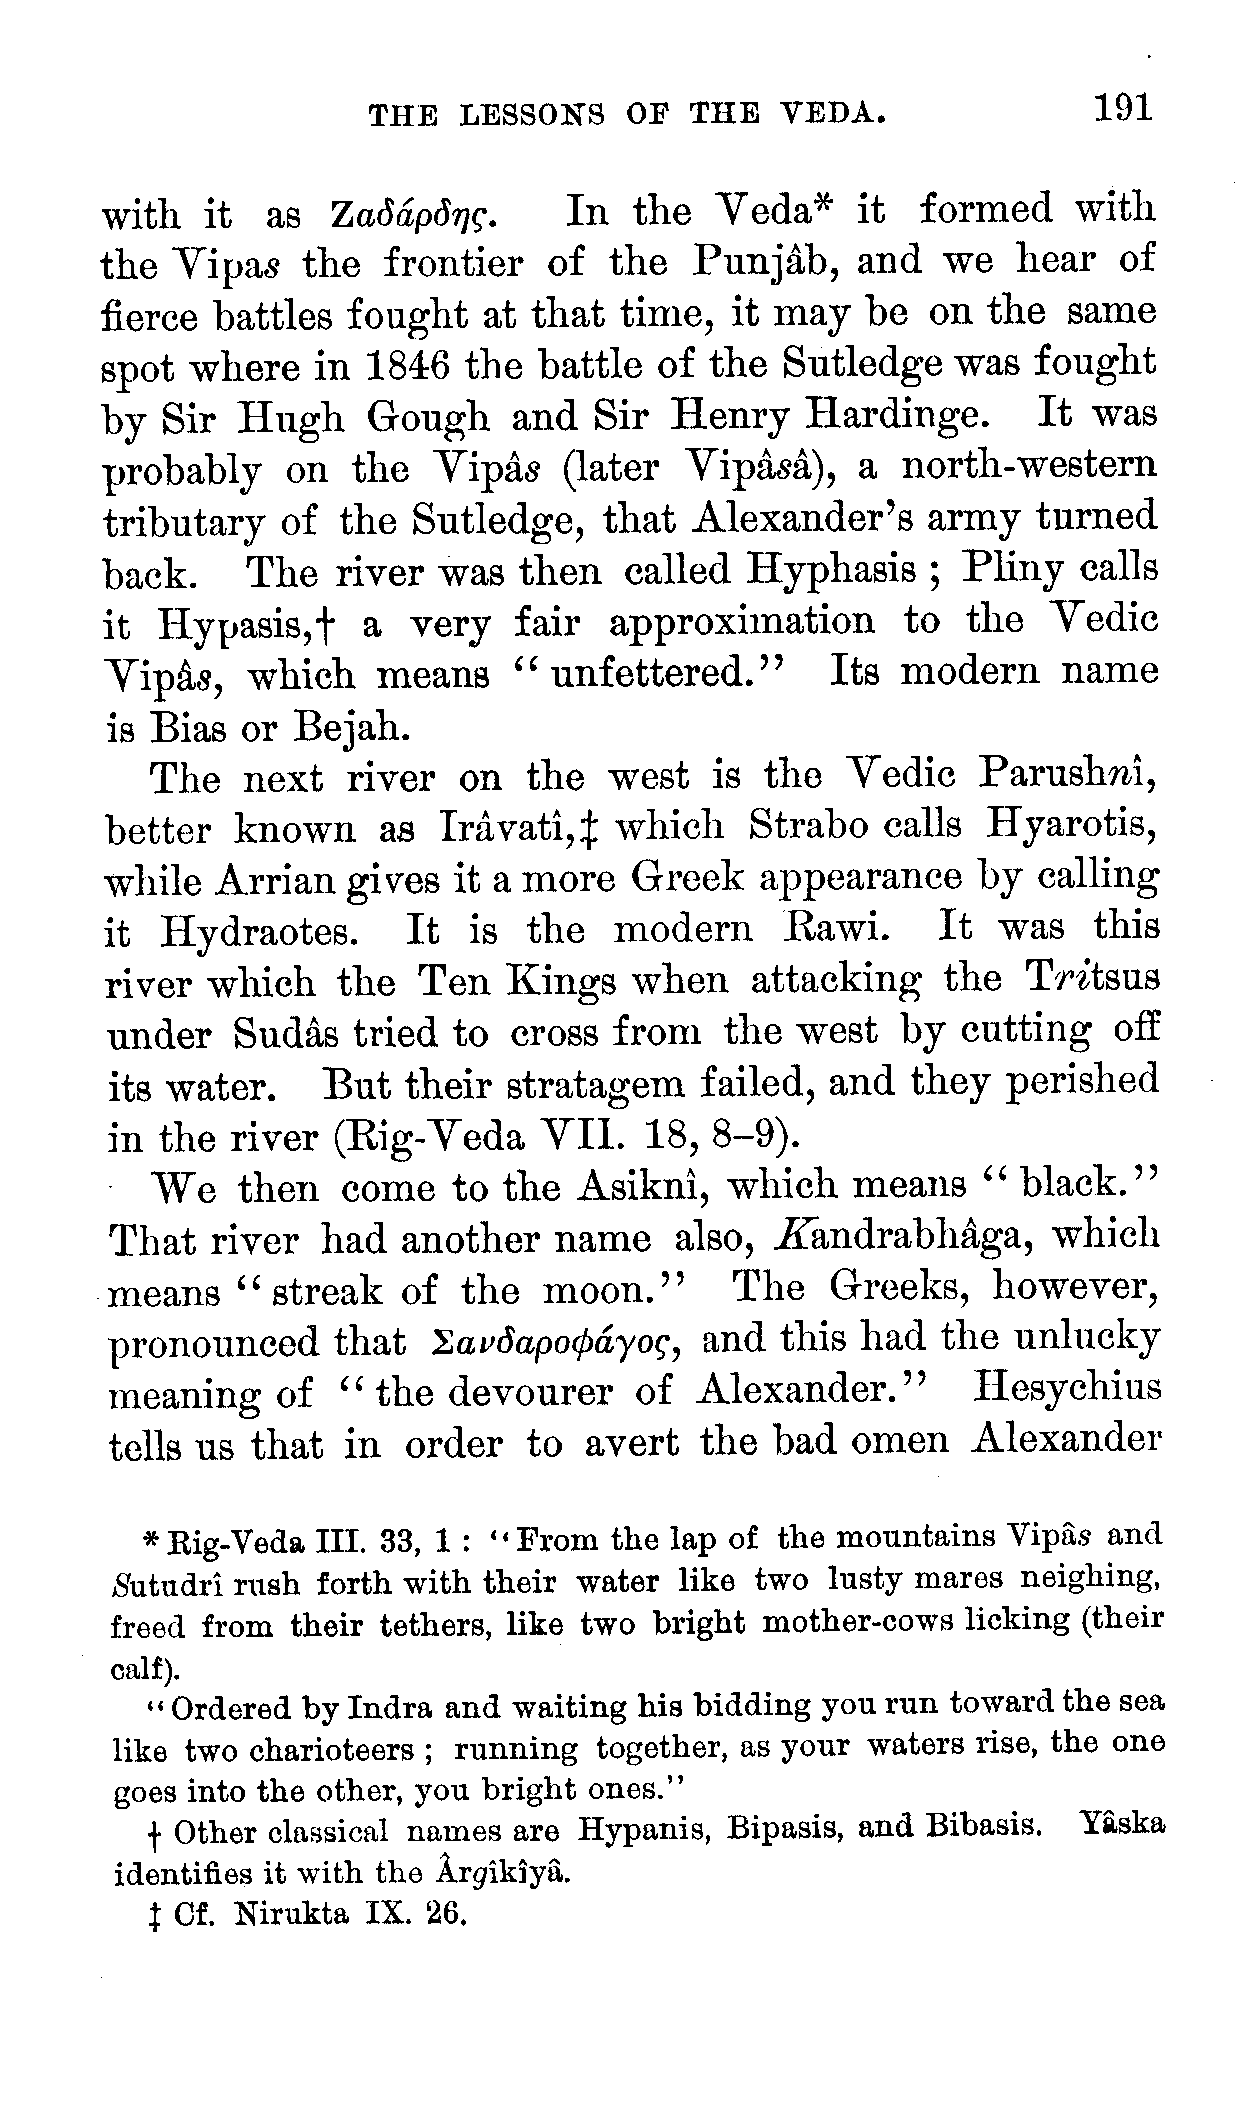 THE LESSONS OF THE VEDA. 191
with it as Ζαδάρδης. In the Veda* it formed with
the Vipas the frontier of the Punjâb, and we hear of
fierce battles fought at that time, it may be on the same
spot where in 1846 the battle of the Sutledge was fought
by Sir Hugh Gough and Sir Henry Hardinge. It was
probably on the Vipâs (later Vipâsâ), a north-western
tributary of the Sutledge, that Alexander's army turned
back. The river was then called Hyphasis ; Pliny calls
it Hypasis,† a very fair approximation to the Vedic
Vipâs, which means “ unfettered.” Its modern name
is Bias or Bejah.
The next river on the west is the Vedic Parushnî,
better known as Irâvatî,‡ which Strabo calls Hyarotis,
while Arrian gives it a more Greek appearance by calling
it Hydraotes. It is the modern Rawi. It was this
river which the Ten Kings when attacking the Tritsus
under Sudâs tried to cross from the west by cutting off
its water. But their stratagem failed, and they perished
in the river (Rig-Veda VII. 18, 8–9).
We then come to the Asiknî, which means “ black.”
That river had another name also, Kandrabhâga, which
means “ streak of the moon.” The Greeks, however,
pronounced that Σανδαροφάγος, and this had the unlucky
meaning of “ the devourer of Alexander.” Hesychius
tells us that in order to avert the bad omen Alexander
* Rig-Veda III. 33, 1 : “From the lap of the mountains Vipâs and
Sutudrî rush forth with their water like two lusty mares neighing,
freed from their tethers, like two bright mother-cows licking (their
calf).
“ Ordered by Indra and waiting his bidding you run toward the sea
like two charioteers ; running together, as your waters rise, the one
goes into the other, you bright ones.”
† Other classical names are Hypanis, Bipasis, and Bibasis. Yâska
identifies it with the Ârgîkîyâ.
‡ Cf. Nirukta IX. 26.